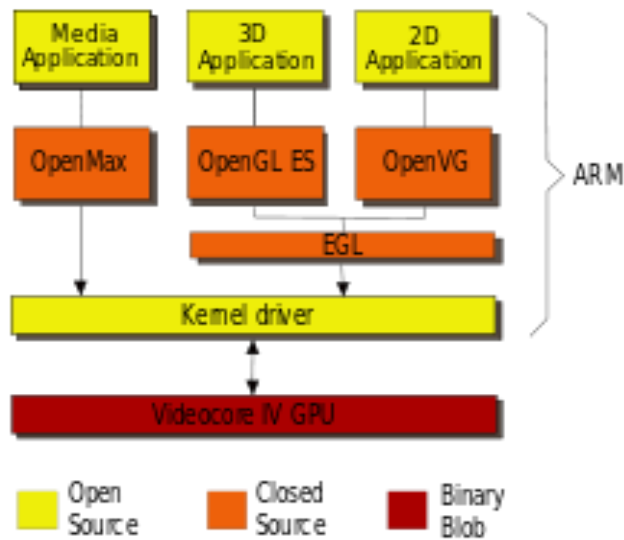 Media
Application
3D
Application
2D
Application
OpenMax
OpenGL ES
OpenVG
ARM
EGL
Kernel driver
Videocore IV GPU
Open
Source
Closed
Source
Binary
Blob